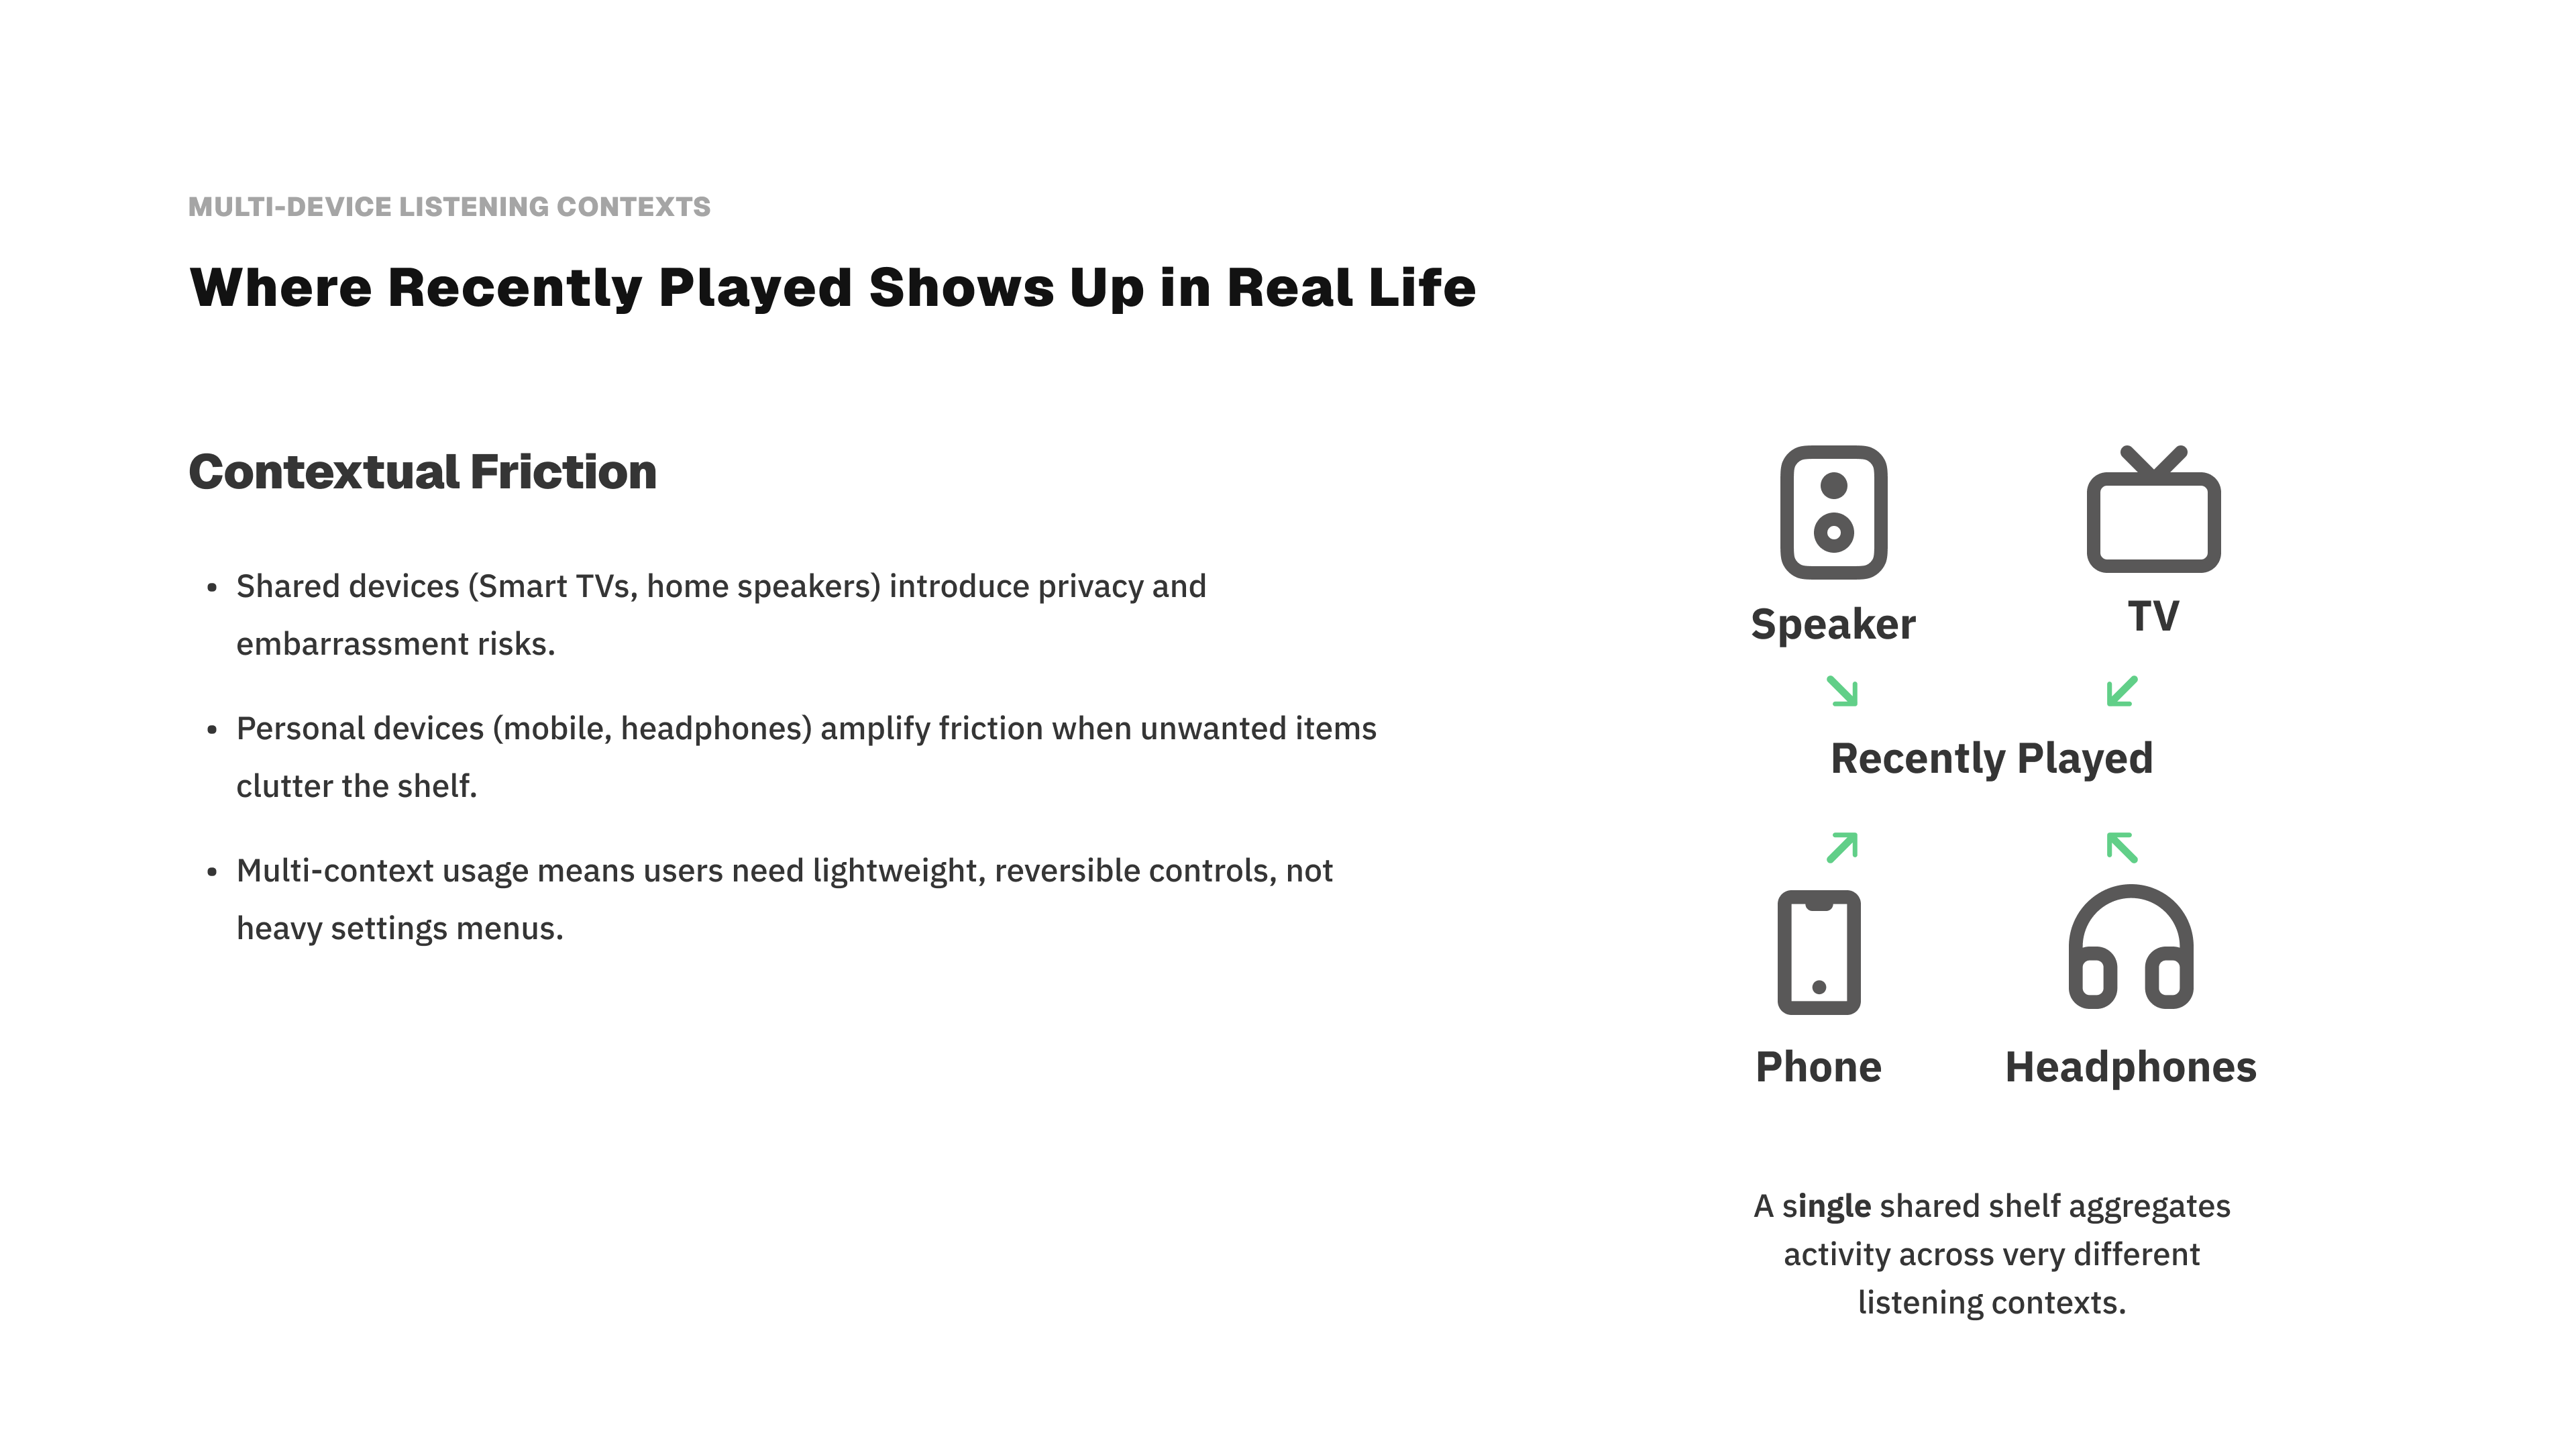 MULTI-DEVICE LISTENING CONTEXTS
Where Recently Played Shows Up in Real Life
Contextual Friction
• Shared devices (Smart TVs, home speakers) introduce privacy and
embarrassment risks.
• Personal devices (mobile, headphones) amplify friction when unwanted items
clutter the shelf.
• Multi-context usage means users need lightweight, reversible controls, not
heavy settings menus.
Speaker
TV
Recently Played
Phone
Headphones
A single shared shelf aggregates
activity across very different
listening contexts.